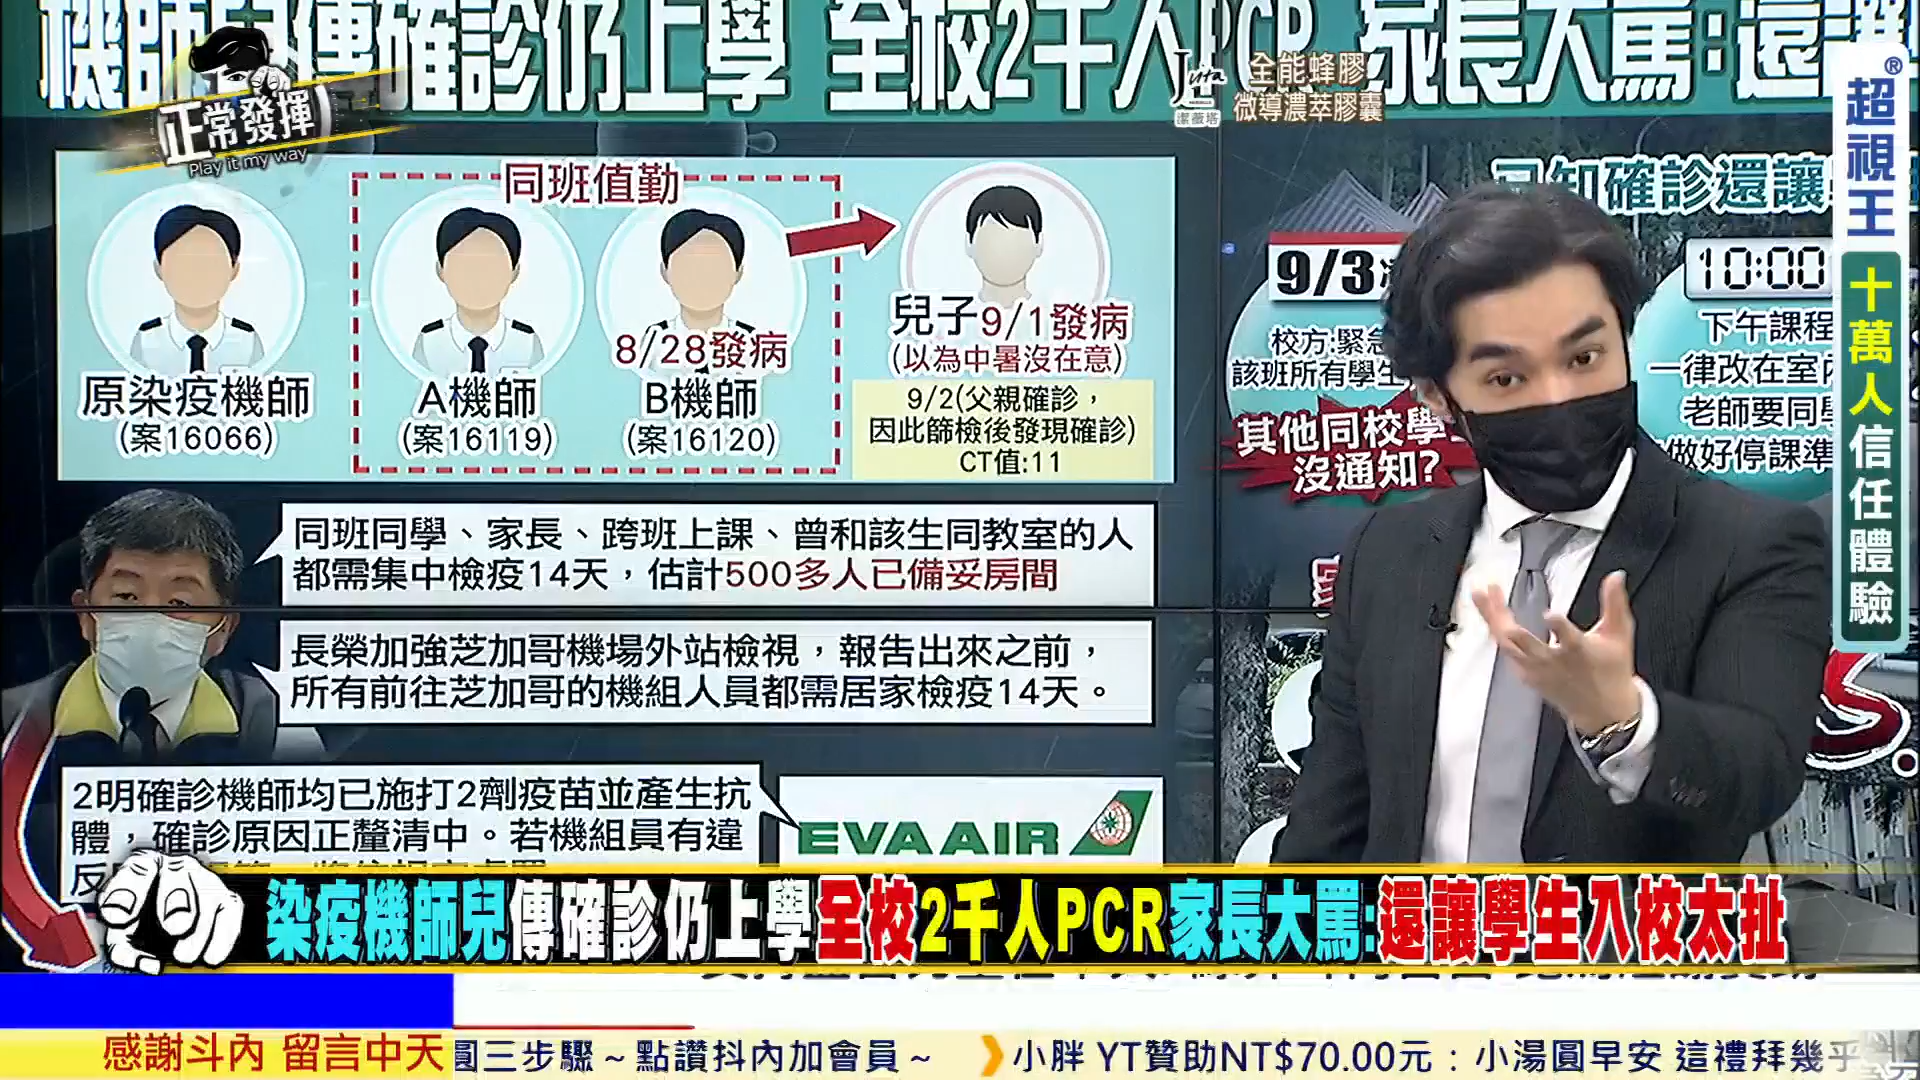 機師兒傳確診仍上學 全校2千人PCR 家長大罵:還讓
正常發揮
Play it my way
Jvita
潔薇塔
全能蜂膠
微導濃萃膠囊
超視王®
十萬人信任體驗
同班值勤
原染疫機師
(案16066)
A機師
(案16119)
8/28發病
B機師
(案16120)
兒子9/1發病
(以為中暑沒在意)
9/2(父親確診,
因此篩檢後發現確診)
CT值:11
已知確診還讓
9/3
校方:緊急
該班所有學生
其他同校學
沒通知?
10:00
下午課程
一律改在室內
老師要同學
做好停課準
同班同學、家長、跨班上課、曾和該生同教室的人
都需集中檢疫14天,估計500多人已備妥房間
長榮加強芝加哥機場外站檢視,報告出來之前,
所有前往芝加哥的機組人員都需居家檢疫14天。
2明確診機師均已施打2劑疫苗並產生抗
體,確診原因正釐清中。若機組員有違
反
EVA AIR
S.
染疫機師兒傳確診仍上學全校2千人PCR家長大罵:還讓學生入校太扯
感謝斗內 留言中天
圓三步驟~點讚抖內加會員~ 》小胖 YT贊助NT$70.00元:小湯圓早安 這禮拜幾乎